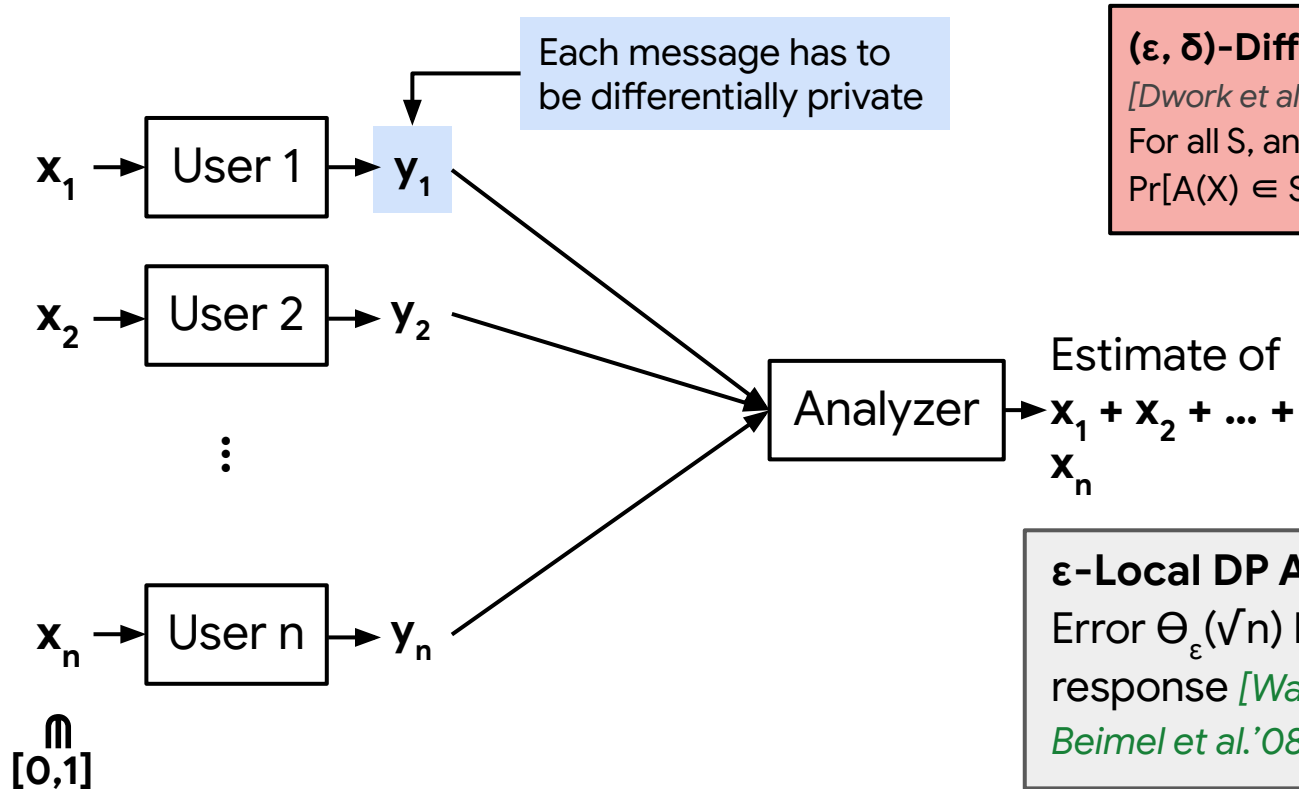 Each message has to
be differentially private
(ε, δ)-Diff
[Dwork et al
For all S, an
Pr[A(X) ∈ S
x₁ User 1 y₁
x₂ User 2 y₂
Analyzer
Estimate of
x₁ + x₂ + ... +
xₙ
⋮
xₙ User n yₙ
⋒
[0,1]
ε-Local DP A
Error Θ_ε(√n)
response [Wa
Beimel et al.'08